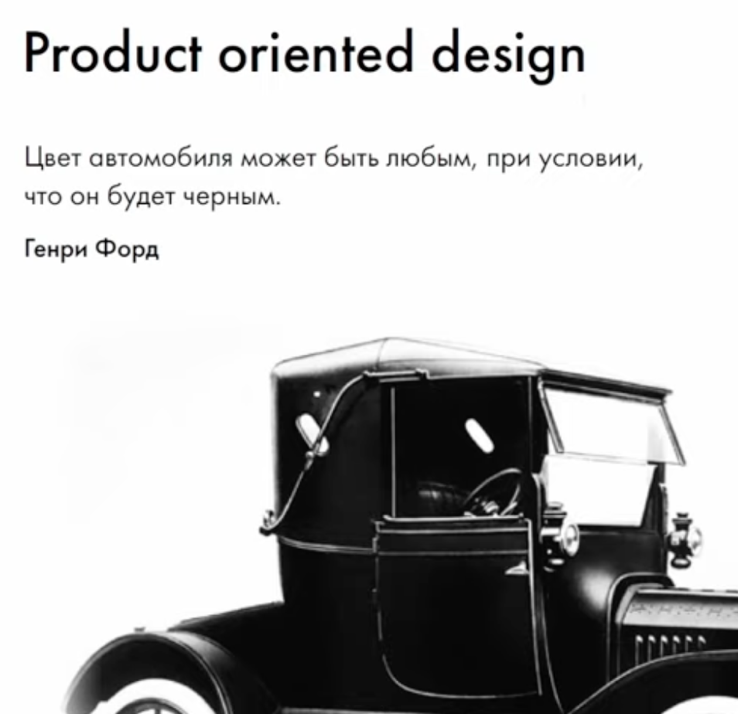 Product oriented design
Цвет автомобиля может быть любым, при условии,
что он будет черным.
Генри Форд